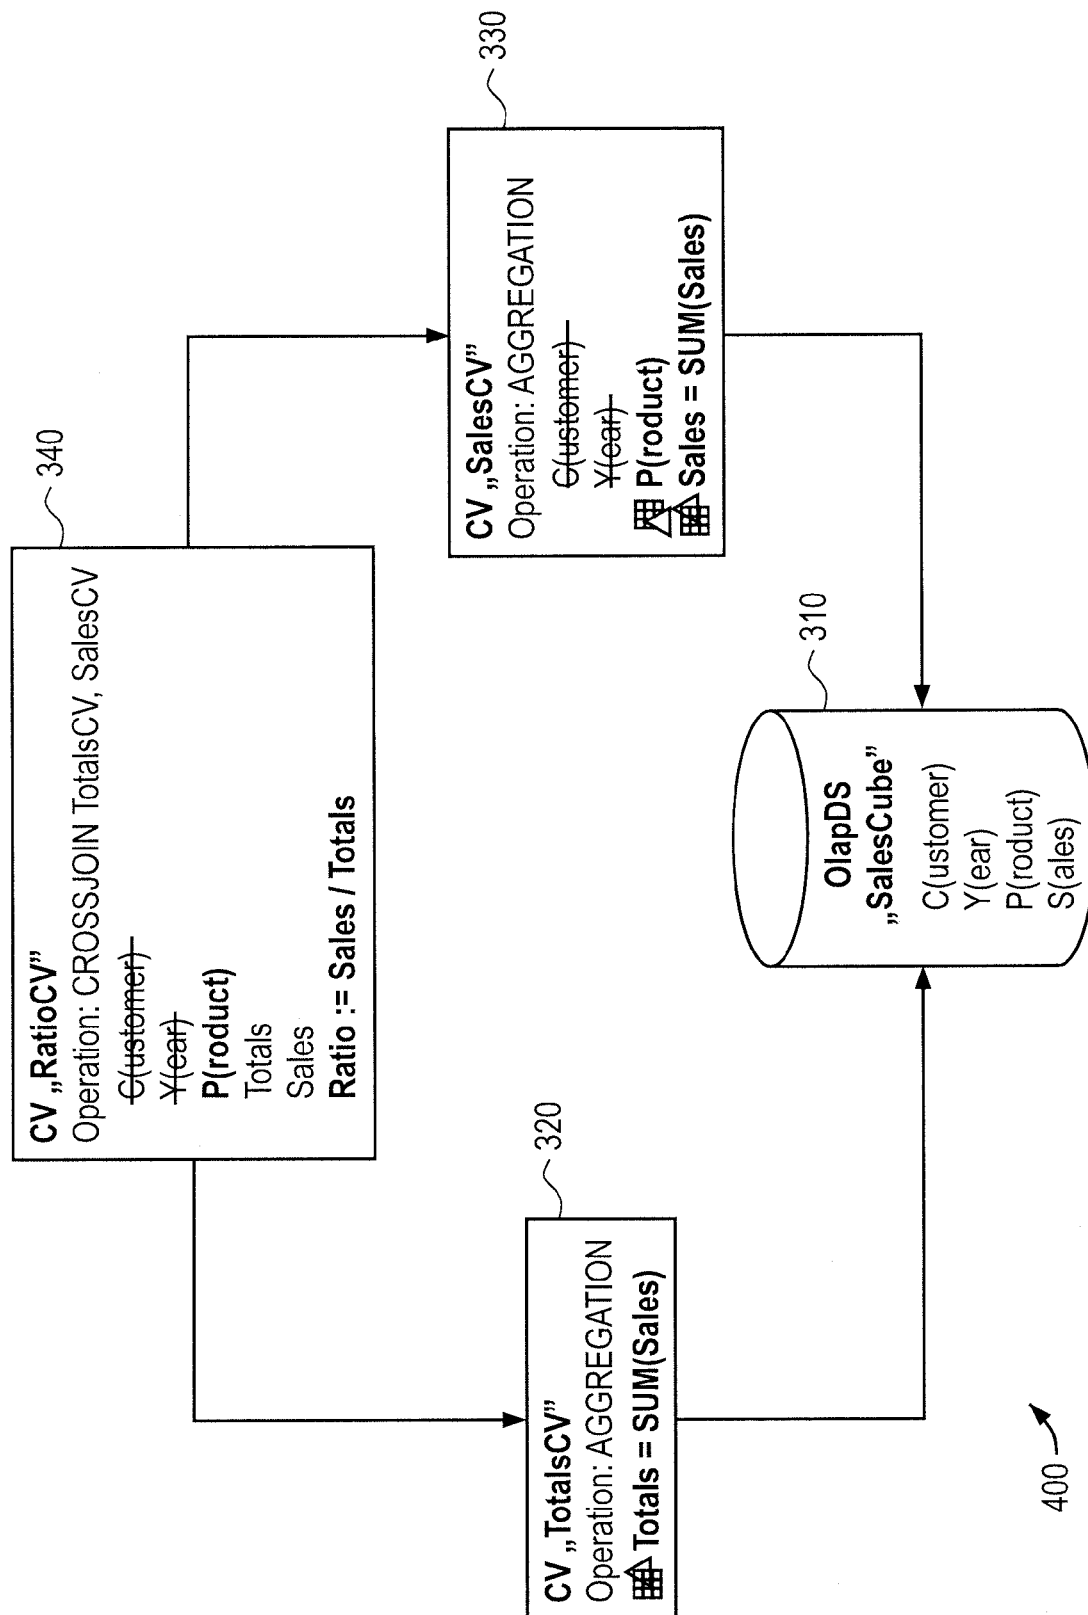 340
CV „RatioCV”
Operation: CROSSJOIN TotalsCV, SalesCV
C(ustomer)
Y(ear)
P(roduct)
Totals
Sales
Ratio := Sales / Totals
320
CV „TotalsCV”
Operation: AGGREGATION
Totals = SUM(Sales)
330
CV „SalesCV”
Operation: AGGREGATION
C(ustomer)
Y(ear)
P(roduct)
Sales = SUM(Sales)
310
OlapDS
„SalesCube”
C(ustomer)
Y(ear)
P(roduct)
S(ales)
400